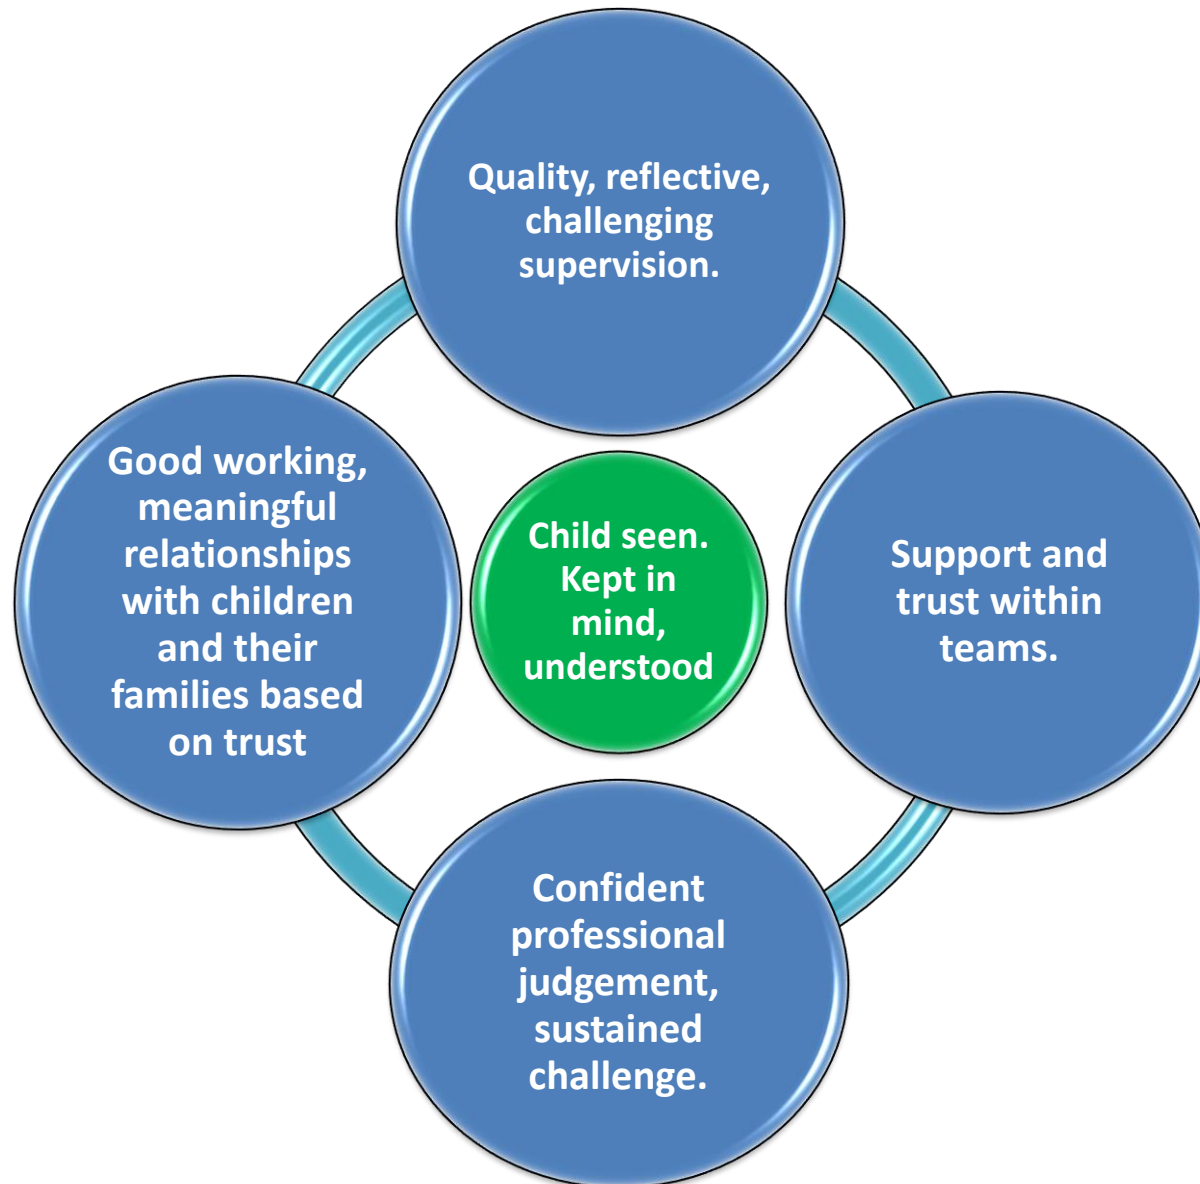 Quality, reflective,
challenging
supervision.
Good working,
meaningful
relationships
with children
and their
families based
on trust
Child seen.
Kept in
mind,
understood
Support and
trust within
teams.
Confident
professional
judgement,
sustained
challenge.